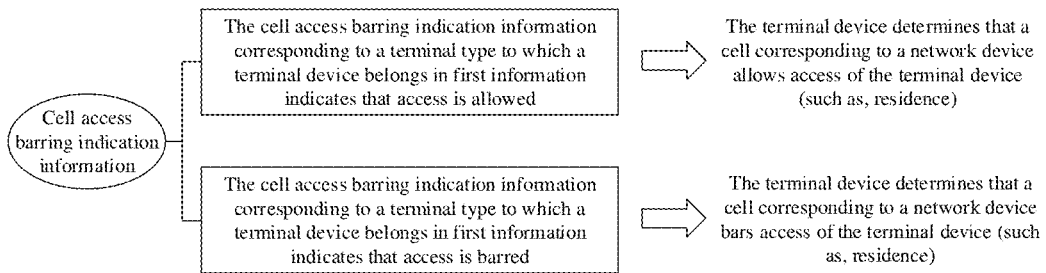 Cell access
barring indication
information
The cell access barring indication information
corresponding to a terminal type to which a
terminal device belongs in first information
indicates that access is allowed
The terminal device determines that a
cell corresponding to a network device
allows access of the terminal device
(such as, residence)
The cell access barring indication information
corresponding to a terminal type to which a
terminal device belongs in first information
indicates that access is barred
The terminal device determines that a
cell corresponding to a network device
bars access of the terminal device (such
as, residence)